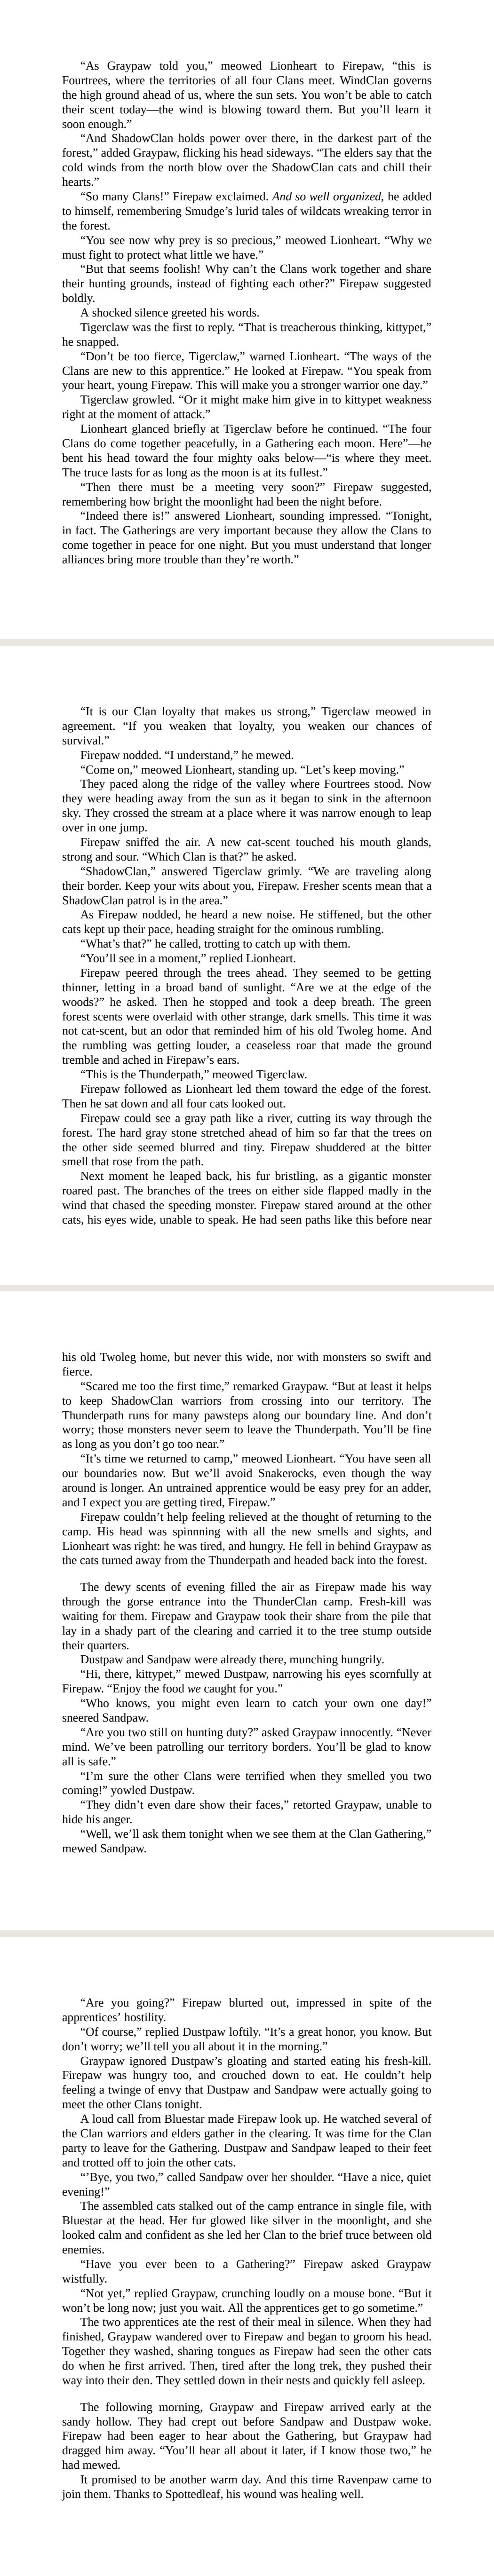 “As Graypaw told you,” meowed Lionheart to Firepaw, “this is
Fourtrees, where the territories of all four Clans meet. WindClan governs
the high ground ahead of us, where the sun sets. You won’t be able to catch
their scent today—the wind is blowing toward them. But you’ll learn it
soon enough.”
“And ShadowClan holds power over there, in the darkest part of the
forest,” added Graypaw, flicking his head sideways. “The elders say that the
cold winds from the north blow over the ShadowClan cats and chill their
hearts.”
“So many Clans!” Firepaw exclaimed. And so well organized, he added
to himself, remembering Smudge’s lurid tales of wildcats wreaking terror in
the forest.
“You see now why prey is so precious,” meowed Lionheart. “Why we
must fight to protect what little we have.”
“But that seems foolish! Why can’t the Clans work together and share
their hunting grounds, instead of fighting each other?” Firepaw suggested
boldly.
A shocked silence greeted his words.
Tigerclaw was the first to reply. “That is treacherous thinking, kittypet,”
he snapped.
“Don’t be too fierce, Tigerclaw,” warned Lionheart. “The ways of the
Clans are new to this apprentice.” He looked at Firepaw. “You speak from
your heart, young Firepaw. This will make you a stronger warrior one day.”
Tigerclaw growled. “Or it might make him give in to kittypet weakness
right at the moment of attack.”
Lionheart glanced briefly at Tigerclaw before he continued. “The four
Clans do come together peacefully, in a Gathering each moon. Here”—he
bent his head toward the four mighty oaks below—“is where they meet.
The truce lasts for as long as the moon is at its fullest.”
“Then there must be a meeting very soon?” Firepaw suggested,
remembering how bright the moonlight had been the night before.
“Indeed there is!” answered Lionheart, sounding impressed. “Tonight,
in fact. The Gatherings are very important because they allow the Clans to
come together in peace for one night. But you must understand that longer
alliances bring more trouble than they’re worth.”
“It is our Clan loyalty that makes us strong,” Tigerclaw meowed in
agreement. “If you weaken that loyalty, you weaken our chances of
survival.”
Firepaw nodded. “I understand,” he mewed.
“Come on,” meowed Lionheart, standing up. “Let’s keep moving.”
They paced along the ridge of the valley where Fourtrees stood. Now
they were heading away from the sun as it began to sink in the afternoon
sky. They crossed the stream at a place where it was narrow enough to leap
over in one jump.
Firepaw sniffed the air. A new cat-scent touched his mouth glands,
strong and sour. “Which Clan is that?” he asked.
“ShadowClan,” answered Tigerclaw grimly. “We are traveling along
their border. Keep your wits about you, Firepaw. Fresher scents mean that a
ShadowClan patrol is in the area.”
As Firepaw nodded, he heard a new noise. He stiffened, but the other
cats kept up their pace, heading straight for the ominous rumbling.
“What’s that?” he called, trotting to catch up with them.
“You’ll see in a moment,” replied Lionheart.
Firepaw peered through the trees ahead. They seemed to be getting
thinner, letting in a broad band of sunlight. “Are we at the edge of the
woods?” he asked. Then he stopped and took a deep breath. The green
forest scents were overlaid with other strange, dark smells. This time it was
not cat-scent, but an odor that reminded him of his old Twoleg home. And
the rumbling was getting louder, a ceaseless roar that made the ground
tremble and ached in Firepaw’s ears.
“This is the Thunderpath,” meowed Tigerclaw.
Firepaw followed as Lionheart led them toward the edge of the forest.
Then he sat down and all four cats looked out.
Firepaw could see a gray path like a river, cutting its way through the
forest. The hard gray stone stretched ahead of him so far that the trees on
the other side seemed blurred and tiny. Firepaw shuddered at the bitter
smell that rose from the path.
Next moment he leaped back, his fur bristling, as a gigantic monster
roared past. The branches of the trees on either side flapped madly in the
wind that chased the speeding monster. Firepaw stared around at the other
cats, his eyes wide, unable to speak. He had seen paths like this before near
his old Twoleg home, but never this wide, nor with monsters so swift and
fierce.
“Scared me too the first time,” remarked Graypaw. “But at least it helps
to keep ShadowClan warriors from crossing into our territory. The
Thunderpath runs for many pawsteps along our boundary line. And don’t
worry; those monsters never seem to leave the Thunderpath. You’ll be fine
as long as you don’t go too near.”
“It’s time we returned to camp,” meowed Lionheart. “You have seen all
our boundaries now. But we’ll avoid Snakerocks, even though the way
around is longer. An untrained apprentice would be easy prey for an adder,
and I expect you are getting tired, Firepaw.”
Firepaw couldn’t help feeling relieved at the thought of returning to the
camp. His head was spinnning with all the new smells and sights, and
Lionheart was right: he was tired, and hungry. He fell in behind Graypaw as
the cats turned away from the Thunderpath and headed back into the forest.
The dewy scents of evening filled the air as Firepaw made his way
through the gorse entrance into the ThunderClan camp. Fresh-kill was
waiting for them. Firepaw and Graypaw took their share from the pile that
lay in a shady part of the clearing and carried it to the tree stump outside
their quarters.
Dustpaw and Sandpaw were already there, munching hungrily.
“Hi, there, kittypet,” mewed Dustpaw, narrowing his eyes scornfully at
Firepaw. “Enjoy the food we caught for you.”
“Who knows, you might even learn to catch your own one day!”
sneered Sandpaw.
“Are you two still on hunting duty?” asked Graypaw innocently. “Never
mind. We’ve been patrolling our territory borders. You’ll be glad to know
all is safe.”
“I’m sure the other Clans were terrified when they smelled you two
coming!” yowled Dustpaw.
“They didn’t even dare show their faces,” retorted Graypaw, unable to
hide his anger.
“Well, we’ll ask them tonight when we see them at the Clan Gathering,”
mewed Sandpaw.
“Are you going?” Firepaw blurted out, impressed in spite of the
apprentices’ hostility.
“Of course,” replied Dustpaw loftily. “It’s a great honor, you know. But
don’t worry; we’ll tell you all about it in the morning.”
Graypaw ignored Dustpaw’s gloating and started eating his fresh-kill.
Firepaw was hungry too, and crouched down to eat. He couldn’t help
feeling a twinge of envy that Dustpaw and Sandpaw were actually going to
meet the other Clans tonight.
A loud call from Bluestar made Firepaw look up. He watched several of
the Clan warriors and elders gather in the clearing. It was time for the Clan
party to leave for the Gathering. Dustpaw and Sandpaw leaped to their feet
and trotted off to join the other cats.
“’Bye, you two,” called Sandpaw over her shoulder. “Have a nice, quiet
evening!”
The assembled cats stalked out of the camp entrance in single file, with
Bluestar at the head. Her fur glowed like silver in the moonlight, and she
looked calm and confident as she led her Clan to the brief truce between old
enemies.
“Have you ever been to a Gathering?” Firepaw asked Graypaw
wistfully.
“Not yet,” replied Graypaw, crunching loudly on a mouse bone. “But it
won’t be long now; just you wait. All the apprentices get to go sometime.”
The two apprentices ate the rest of their meal in silence. When they had
finished, Graypaw wandered over to Firepaw and began to groom his head.
Together they washed, sharing tongues as Firepaw had seen the other cats
do when he first arrived. Then, tired after the long trek, they pushed their
way into their den. They settled down in their nests and quickly fell asleep.
The following morning, Graypaw and Firepaw arrived early at the
sandy hollow. They had crept out before Sandpaw and Dustpaw woke.
Firepaw had been eager to hear about the Gathering, but Graypaw had
dragged him away. “You’ll hear all about it later, if I know those two,” he
had mewed.
It promised to be another warm day. And this time Ravenpaw came to
join them. Thanks to Spottedleaf, his wound was healing well.